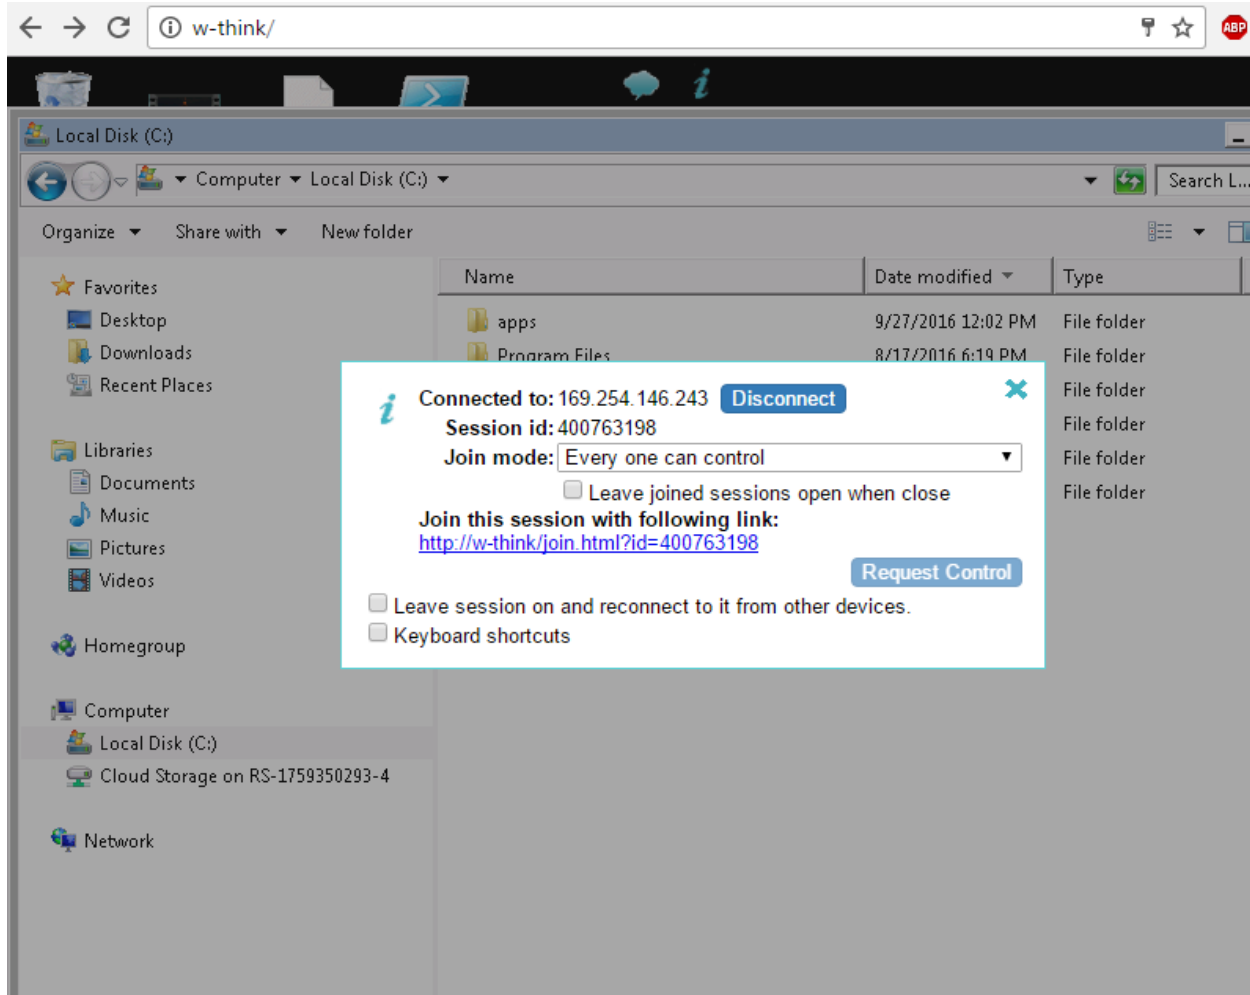 w-think/
ABP
Local Disk (C:)
Computer Local Disk (C:)
Search L...
Organize Share with New folder
Name Date modified Type
Favorites
Desktop
apps 9/27/2016 12:02 PM File folder
Downloads
Program Files 8/17/2016 6:19 PM File folder
Recent Places
File folder
Connected to: 169.254.146.243 Disconnect
Session id: 400763198
File folder
Join mode: Every one can control
File folder
Leave joined sessions open when close
File folder
Join this session with following link:
http://w-think/join.html?id=400763198
Request Control
Leave session on and reconnect to it from other devices.
Keyboard shortcuts
Libraries
Documents
Music
Pictures
Videos
Homegroup
Computer
Local Disk (C:)
Cloud Storage on RS-1759350293-4
Network